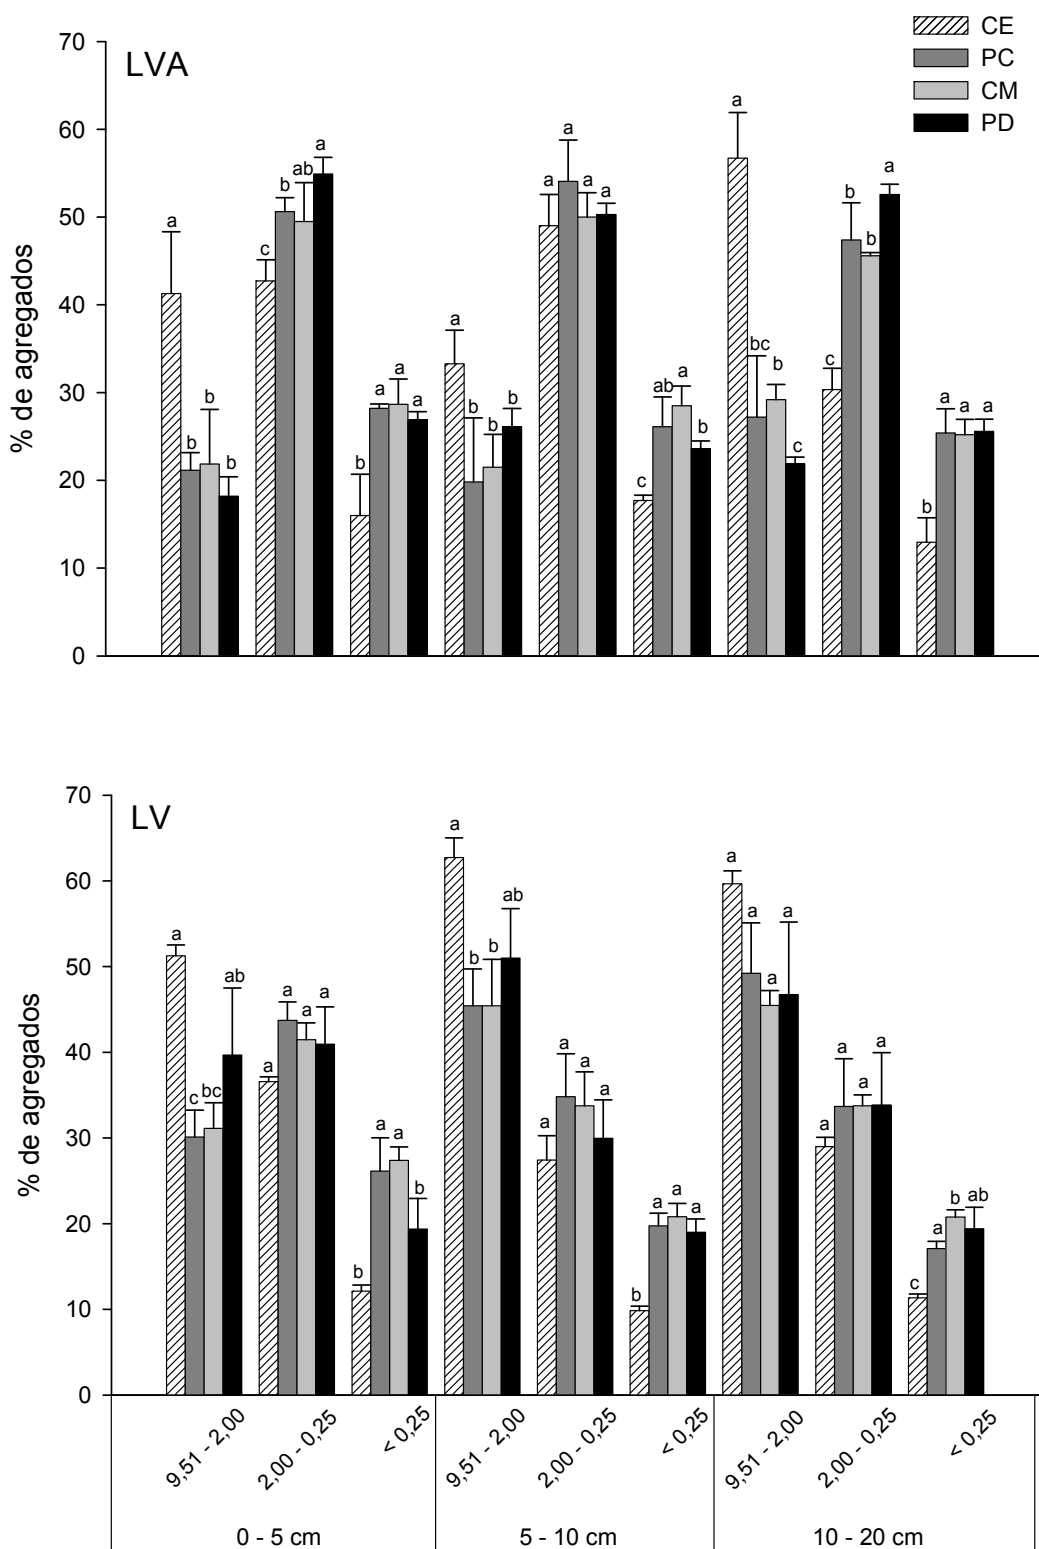 CE
PC
CM
PD
LVA
% de agregados
70
60
50
40
30
20
10
0
a b b b
c b ab a
b a a a
a b b b
a a a a
c ab a b
a bc b c
c b b a
b a a a
LV
% de agregados
70
60
50
40
30
20
10
0
a c bc ab
a a a a
b a a b
a b b ab
a a a a
b a a a
a a a a
a a a a
c a b ab
9,51 - 2,00 2,00 - 0,25 < 0,25 9,51 - 2,00 2,00 - 0,25 < 0,25 9,51 - 2,00 2,00 - 0,25 < 0,25
0 - 5 cm 5 - 10 cm 10 - 20 cm